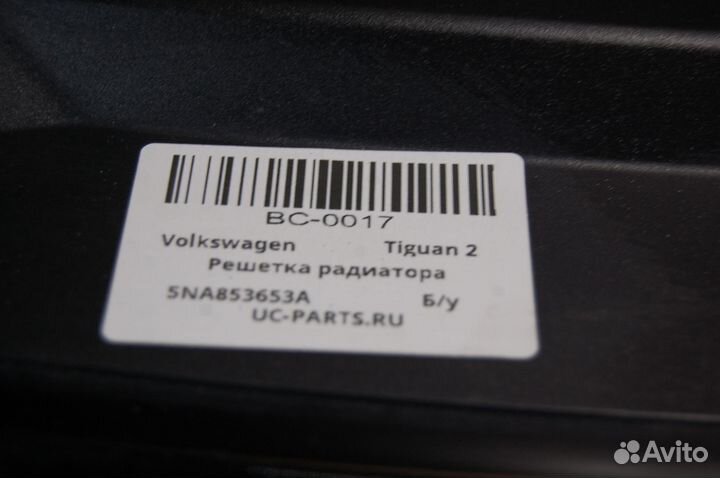 BC-0017
Volkswagen Tiguan 2
Решетка радиатора
5NA853653A Б/у
UC-PARTS.RU
Avito